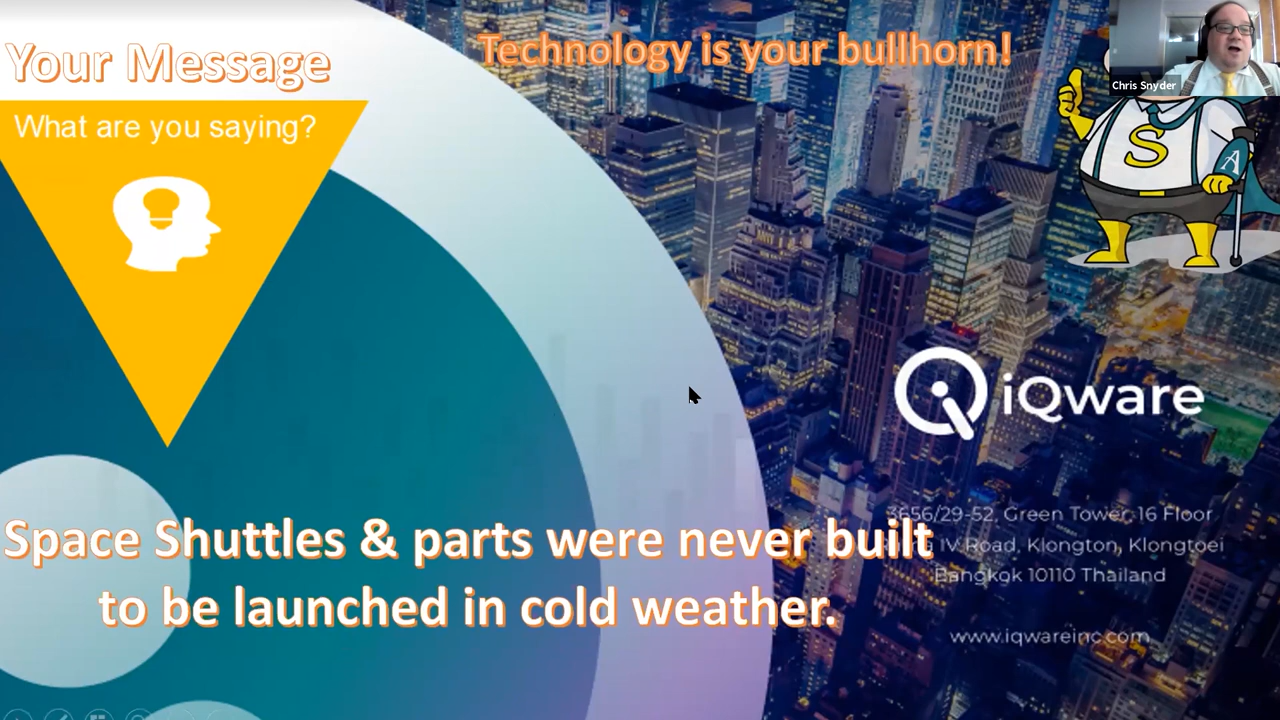 Your Message
Technology is your bullhorn!
Chris Snyder
What are you saying?
S
A
iQware
3656/29-52, Green Tower, 16 Floor
IV Road, Klongton, Klongtoei
Bangkok 10110 Thailand
www.iqwareinc.com
Space Shuttles & parts were never built
to be launched in cold weather.